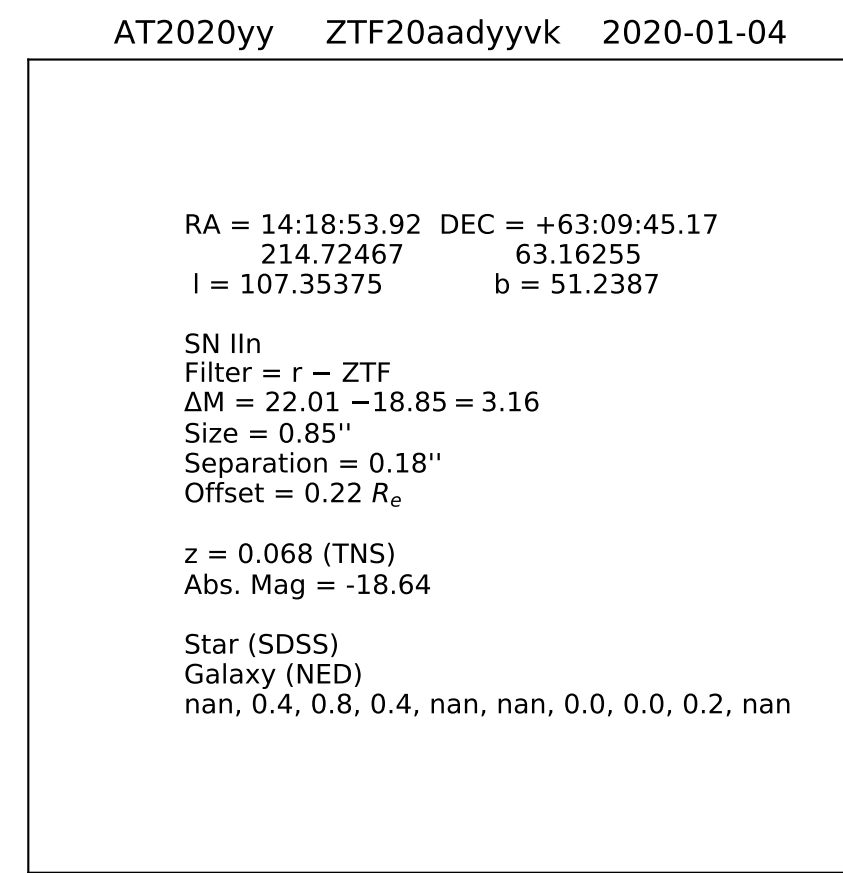 AT2020yy ZTF20aadyyvk 2020-01-04
RA = 14:18:53.92 DEC = +63:09:45.17
214.72467 63.16255
l = 107.35375 b = 51.2387
SN IIn
Filter = r − ZTF
ΔM = 22.01 −18.85 = 3.16
Size = 0.85''
Separation = 0.18''
Offset = 0.22 Rₑ
z = 0.068 (TNS)
Abs. Mag = -18.64
Star (SDSS)
Galaxy (NED)
nan, 0.4, 0.8, 0.4, nan, nan, 0.0, 0.0, 0.2, nan